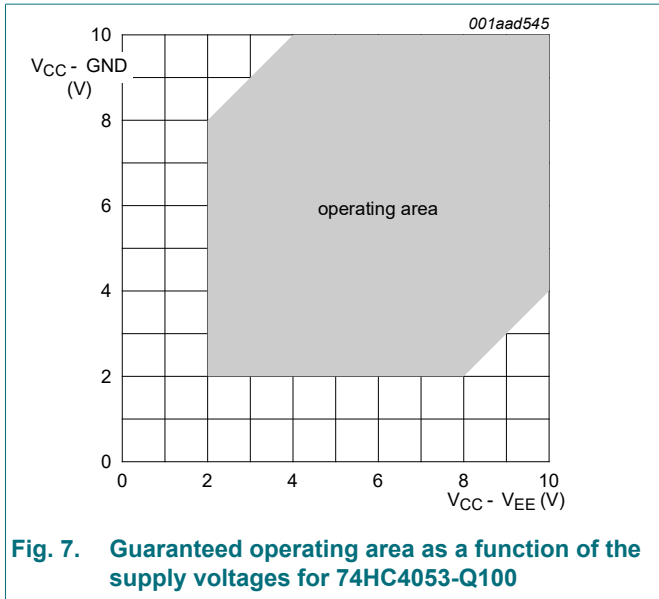 001aad545
10
VCC - GND
(V)
8
6
operating area
4
2
0
0 2 4 6 8 10
VCC - VEE (V)
Fig. 7. Guaranteed operating area as a function of the
supply voltages for 74HC4053-Q100